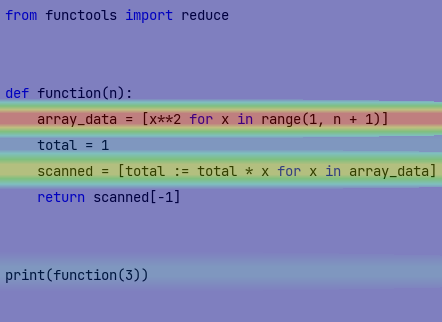 from functools import reduce
def function(n):
    array_data = [x**2 for x in range(1, n + 1)]
    total = 1
    scanned = [total := total * x for x in array_data]
    return scanned[-1]
print(function(3))